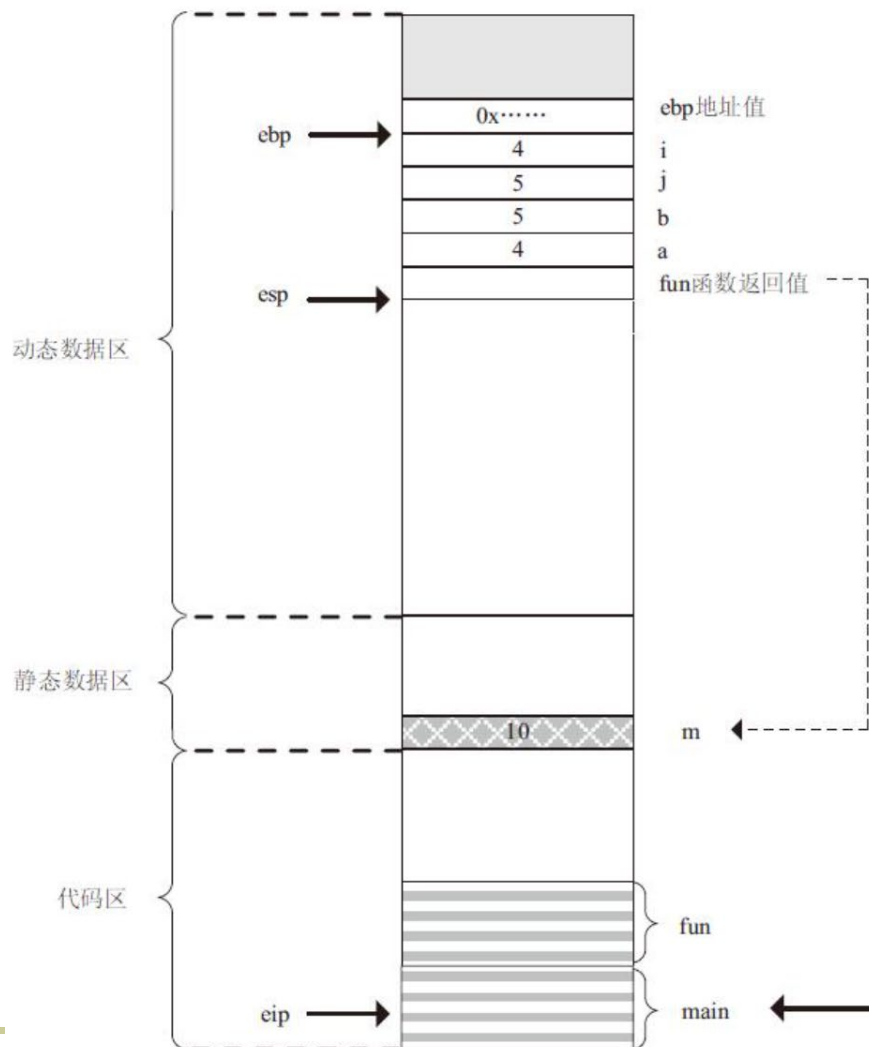 0x⋯⋯
ebp地址值
ebp
4
i
5
j
5
b
4
a
fun函数返回值
esp
动态数据区
静态数据区
10
m
代码区
fun
eip
main